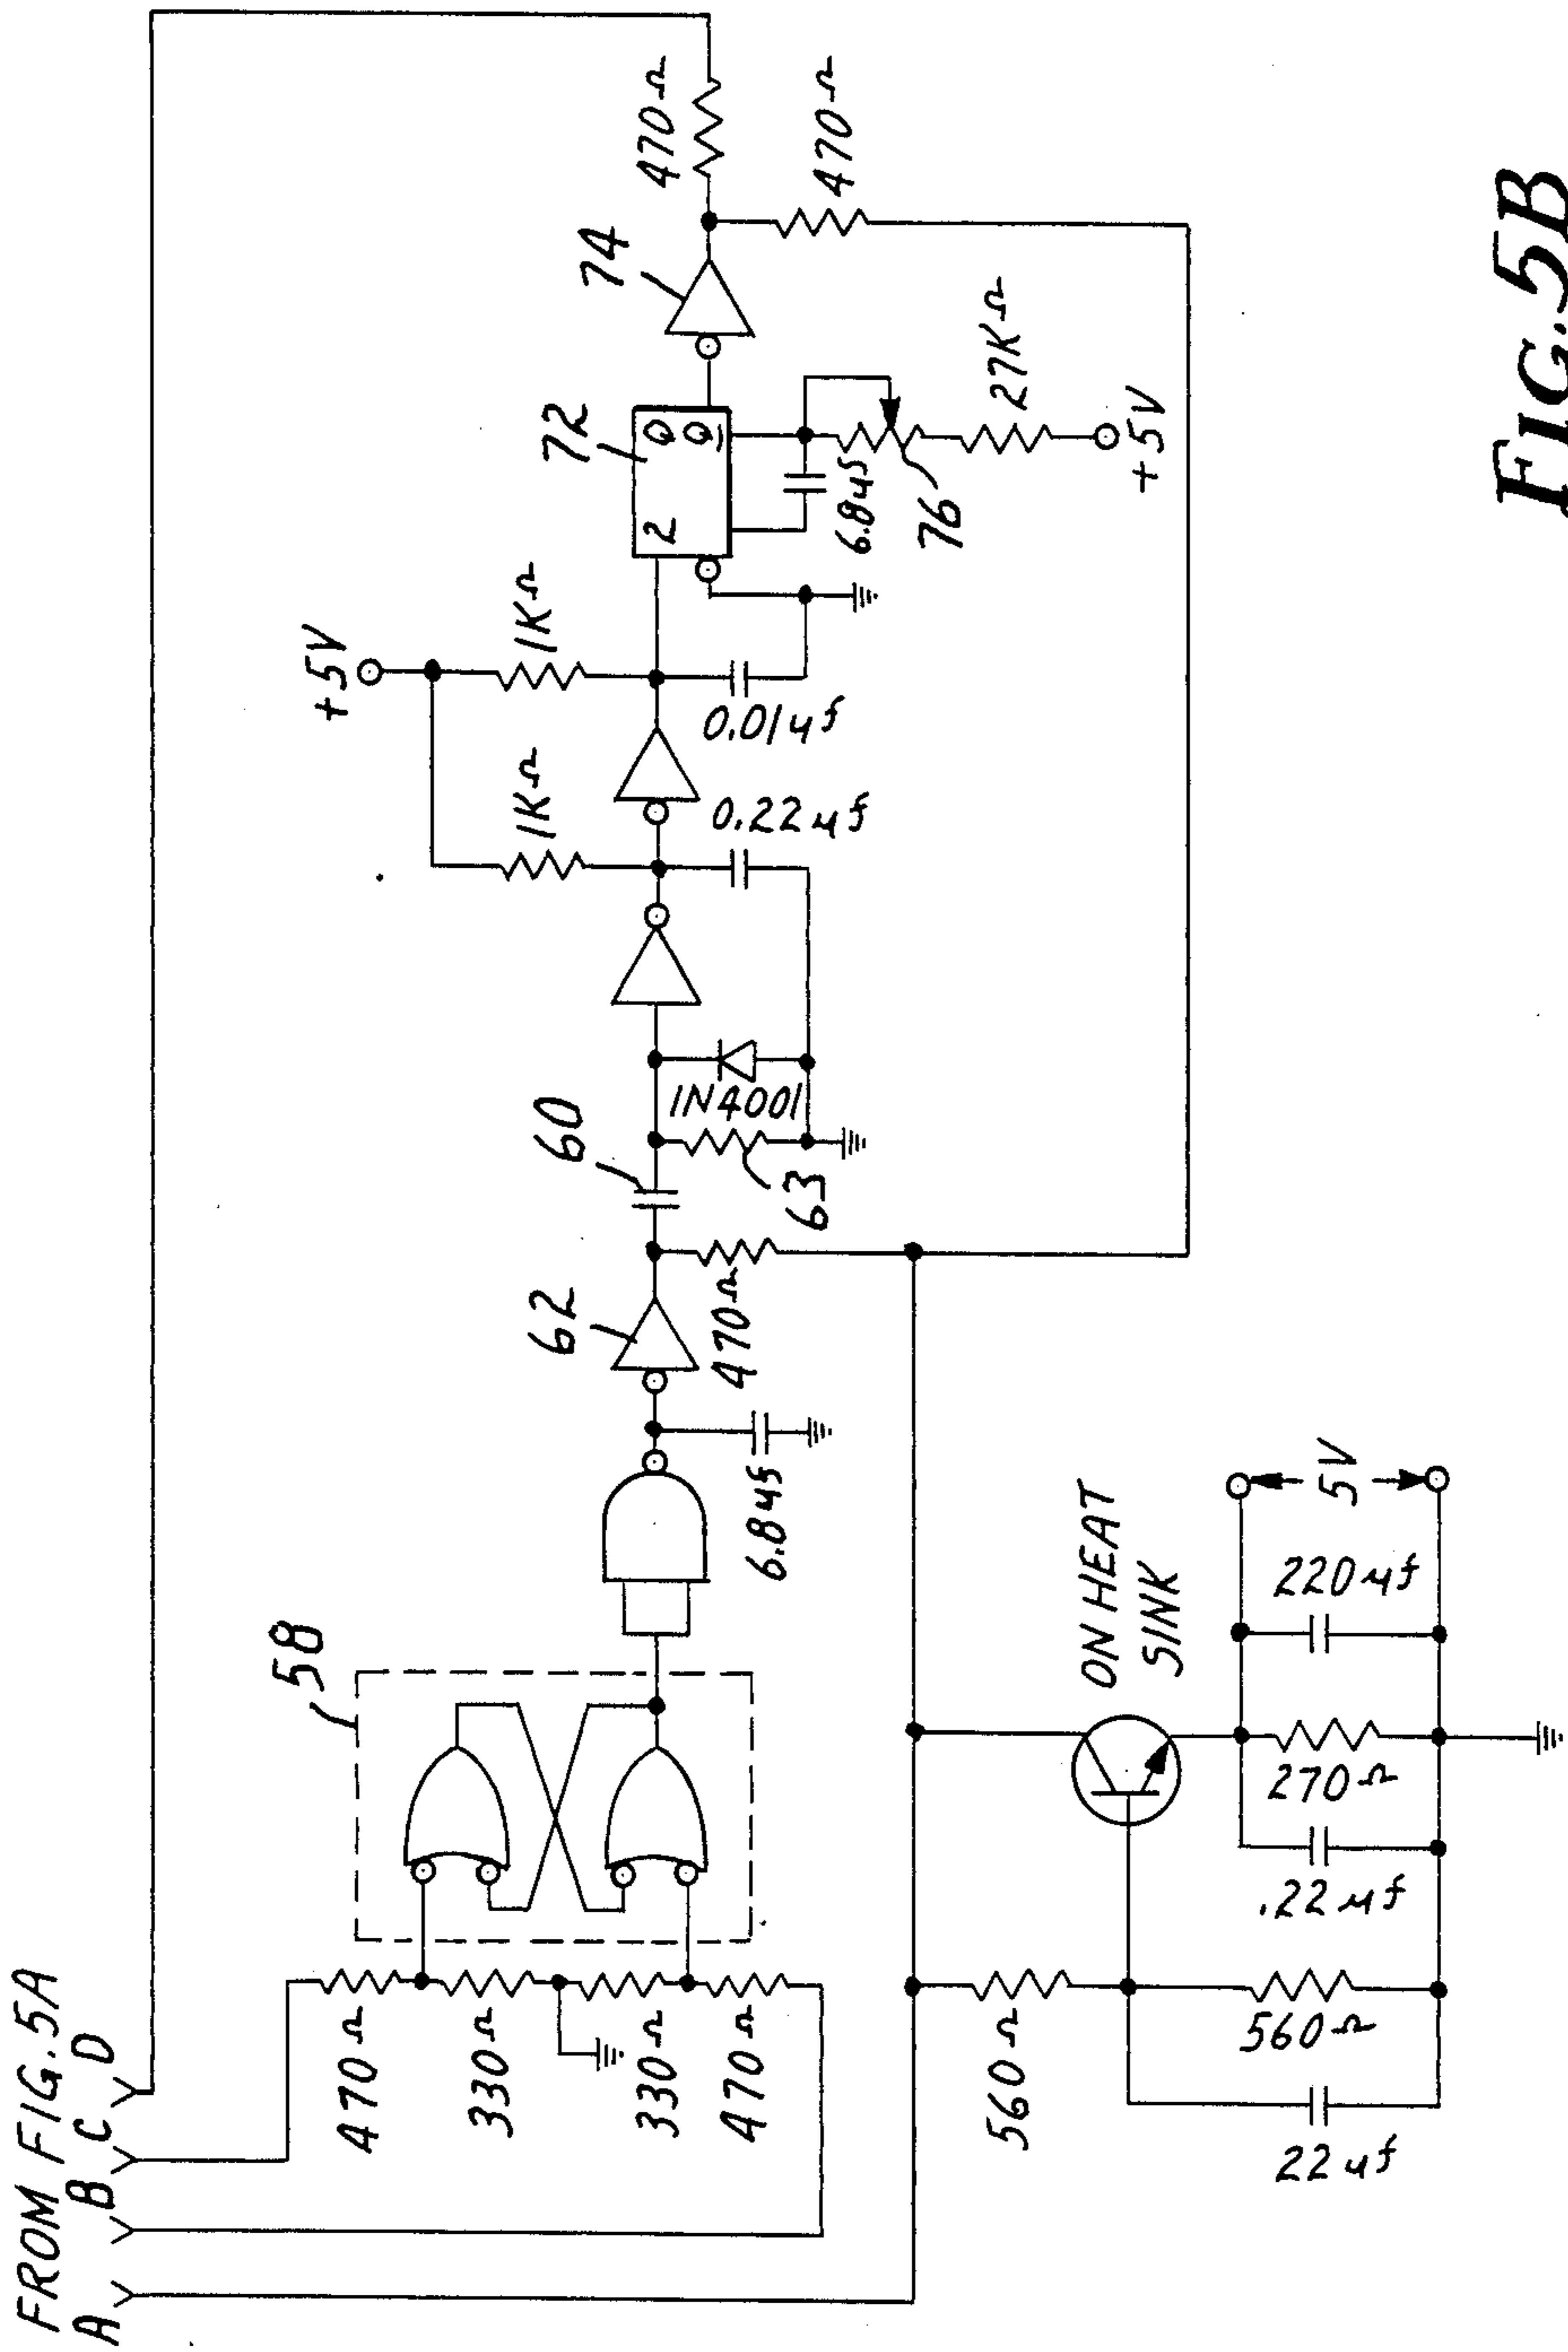 FROM FIG. 5A
A B C D
470Ω
330Ω
330Ω
470Ω
58
6.8µs
62
470Ω
60
63
1N4001
+5V
1KΩ
1KΩ
0.22µf
0.01µf
72
2
Q
Q
6.8µs
76
27KΩ
+5V
74
470Ω
470Ω
560Ω
560Ω
22µf
ON HEAT
SINK
.22µf
270Ω
220µf
5V
FIG. 5B